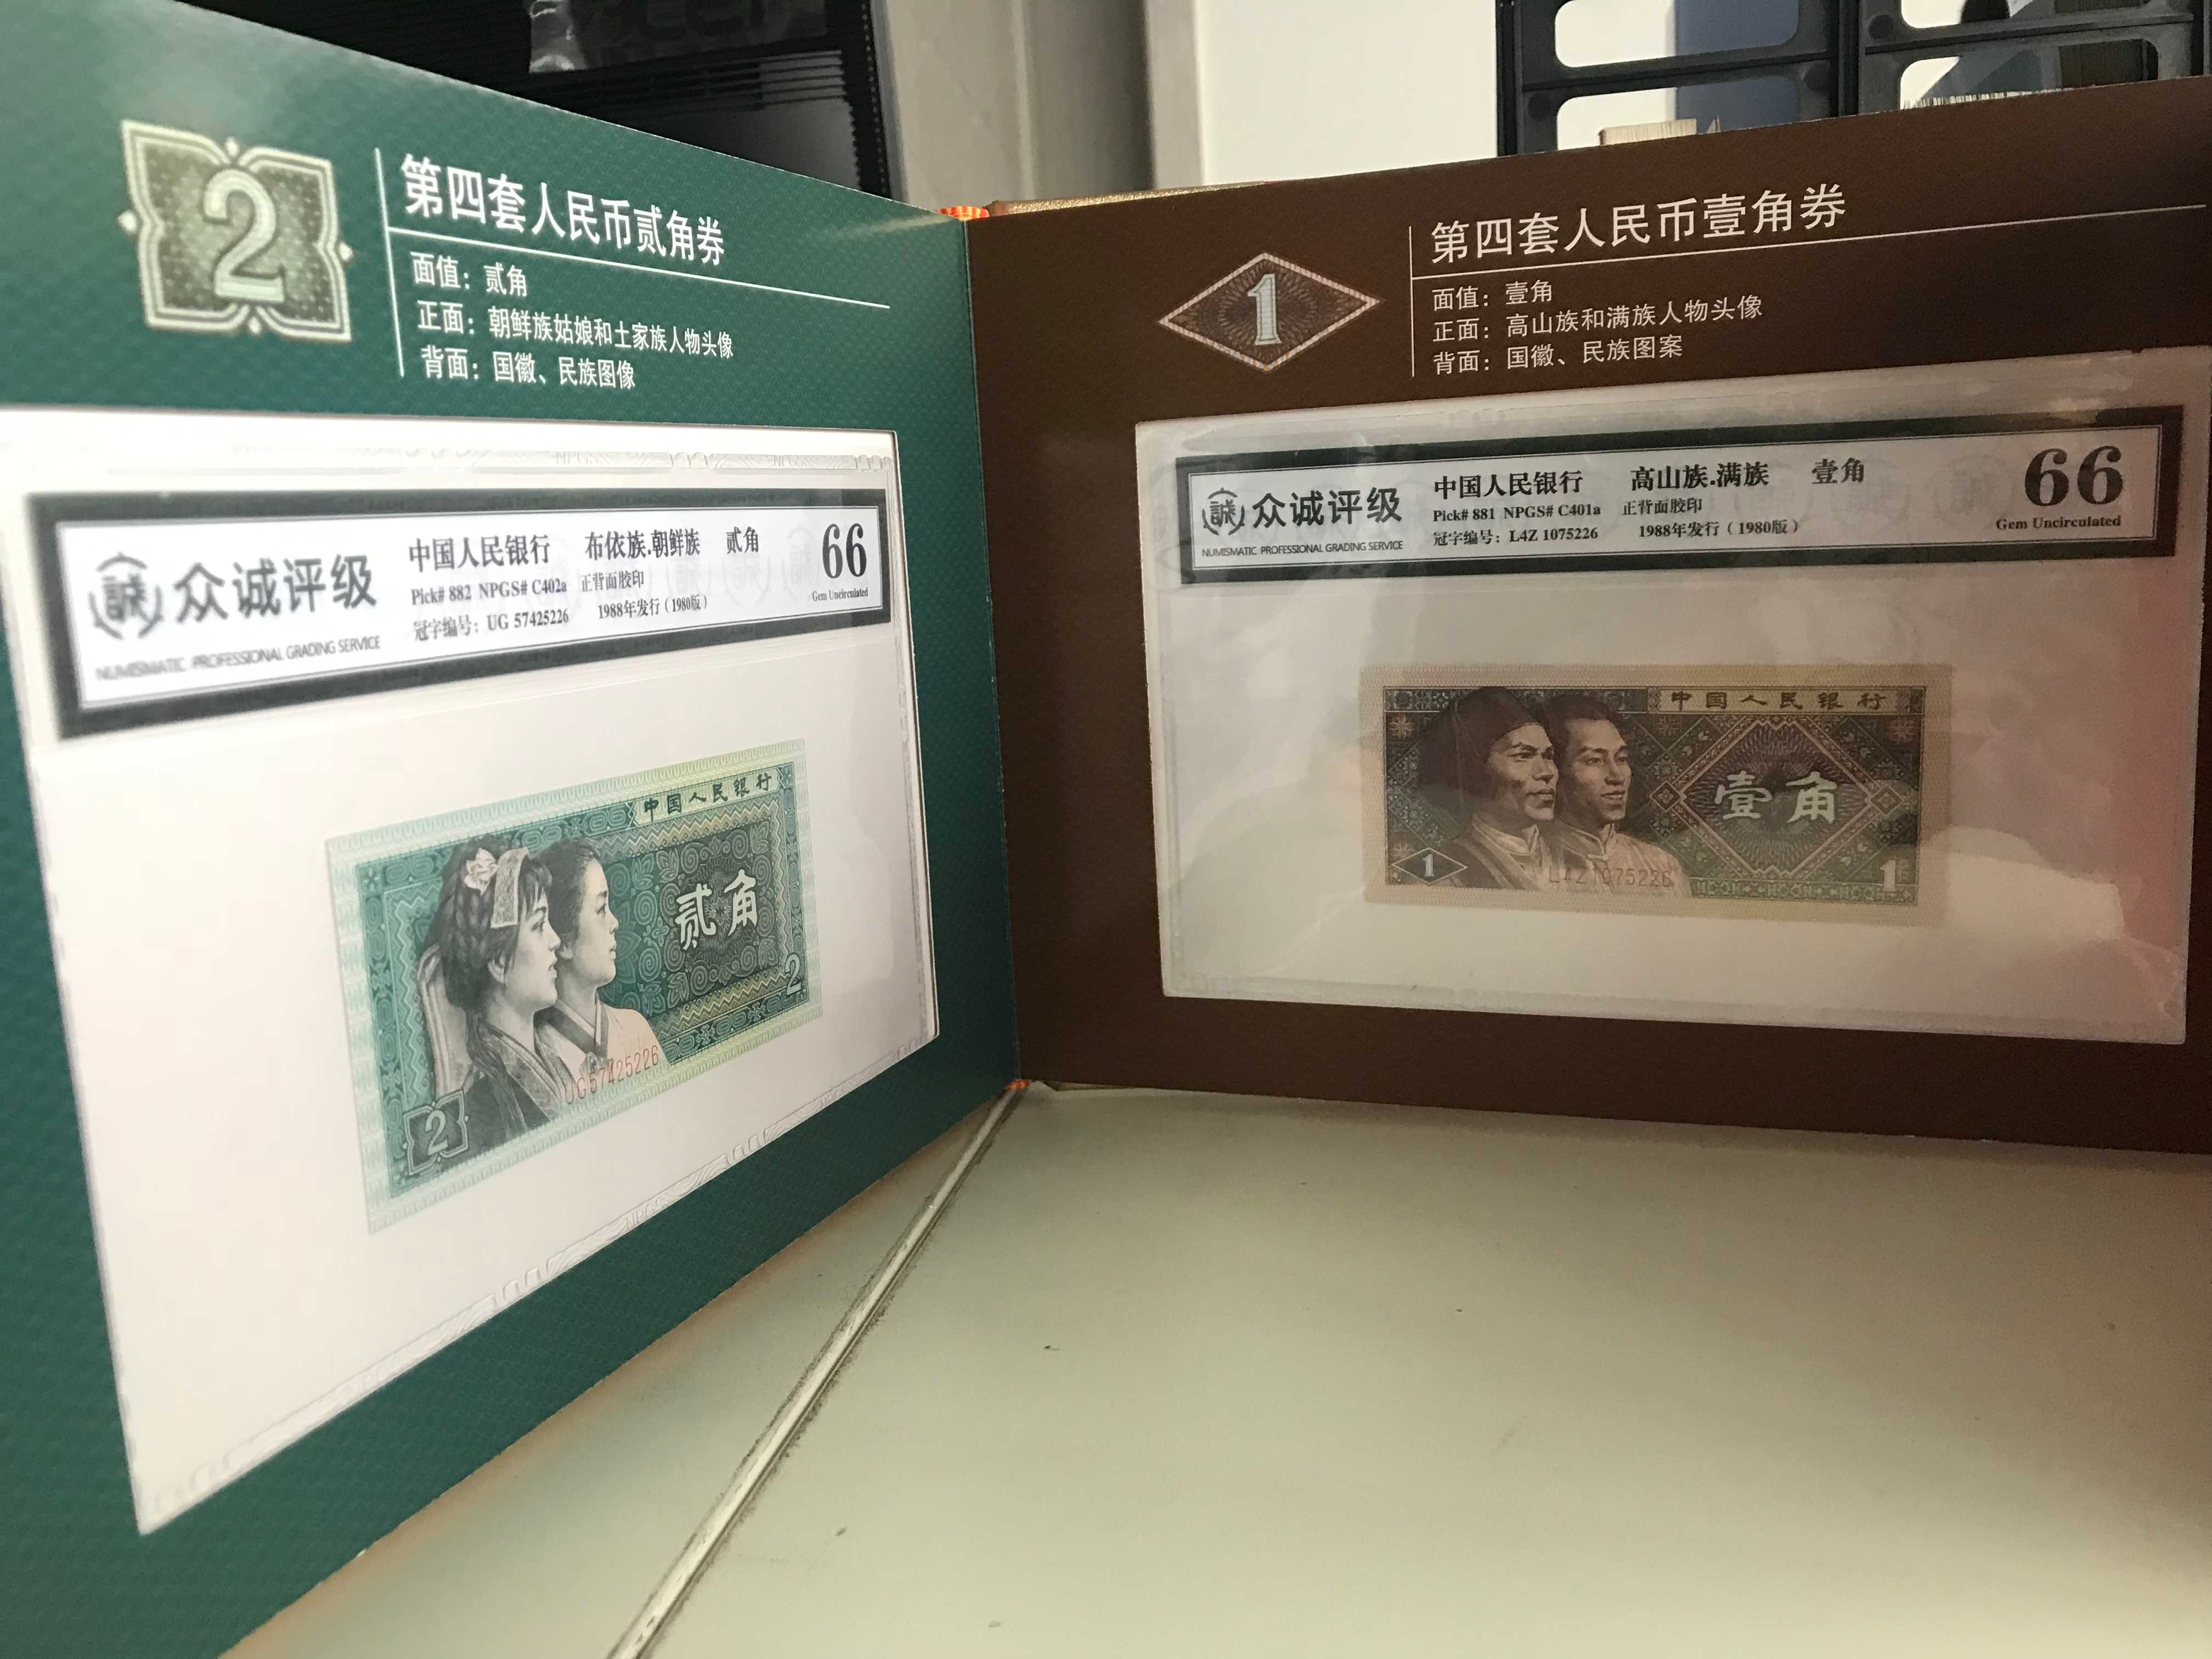 2
第四套人民币贰角券
面值：贰角
正面：朝鲜族姑娘和土家族人物头像
背面：国徽、民族图像
誠 众诚评级
NUMISMATIC PROFESSIONAL GRADING SERVICE
中国人民银行 布依族.朝鲜族 贰角
Pick# 882 NPGS# C402a 正背面胶印
冠字编号：UG 57425226 1988年发行（1980版）
66
Gem Uncirculated
中国人民银行
贰角
2
UG57425226
2
1
第四套人民币壹角券
面值：壹角
正面：高山族和满族人物头像
背面：国徽、民族图案
誠 众诚评级
NUMISMATIC PROFESSIONAL GRADING SERVICE
中国人民银行 高山族.满族 壹角
Pick# 881 NPGS# C401a 正背面胶印
冠字编号：L4Z 1075226 1988年发行（1980版）
66
Gem Uncirculated
中国人民银行
壹角
1
L4Z1075226
1